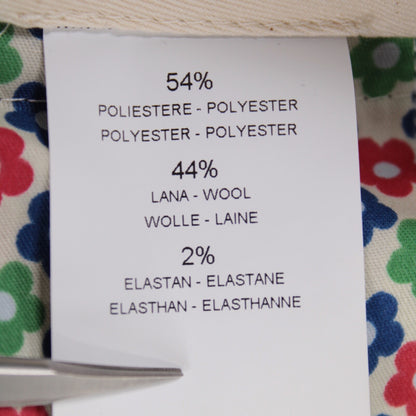 54%
POLIESTERE - POLYESTER
POLYESTER - POLYESTER
44%
LANA - WOOL
WOLLE - LAINE
2%
ELASTAN - ELASTANE
ELASTHAN - ELASTHANNE